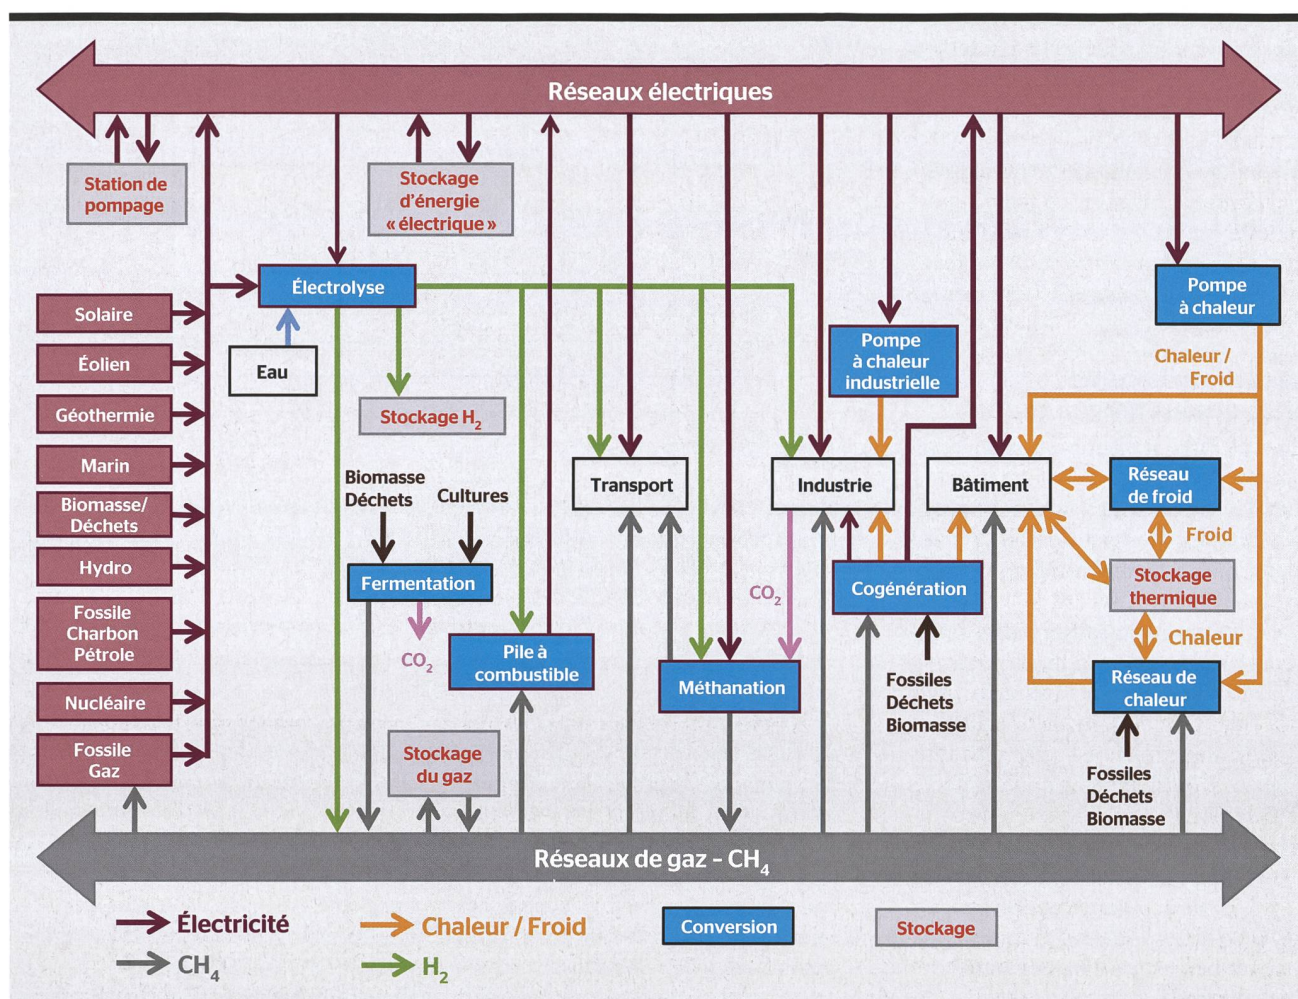 Réseaux électriques
Station de
pompage
Stockage
d'énergie
« électrique »
Électrolyse
Pompe
à chaleur
Solaire
Éolien
Géothermie
Marin
Biomasse/
Déchets
Hydro
Fossile
Charbon
Pétrole
Nucléaire
Fossile
Gaz
Eau
Stockage H₂
Pompe
à chaleur
industrielle
Chaleur /
Froid
Biomasse
Déchets
Cultures
Transport
Industrie
Bâtiment
Réseau
de froid
Froid
Fermentation
CO₂
Pile à
combustible
CO₂
Méthanation
Cogénération
Stockage
thermique
Chaleur
Fossiles
Déchets
Biomasse
Réseau de
chaleur
Stockage
du gaz
Fossiles
Déchets
Biomasse
Réseaux de gaz – CH₄
Électricité
Chaleur / Froid
Conversion
Stockage
CH₄
H₂